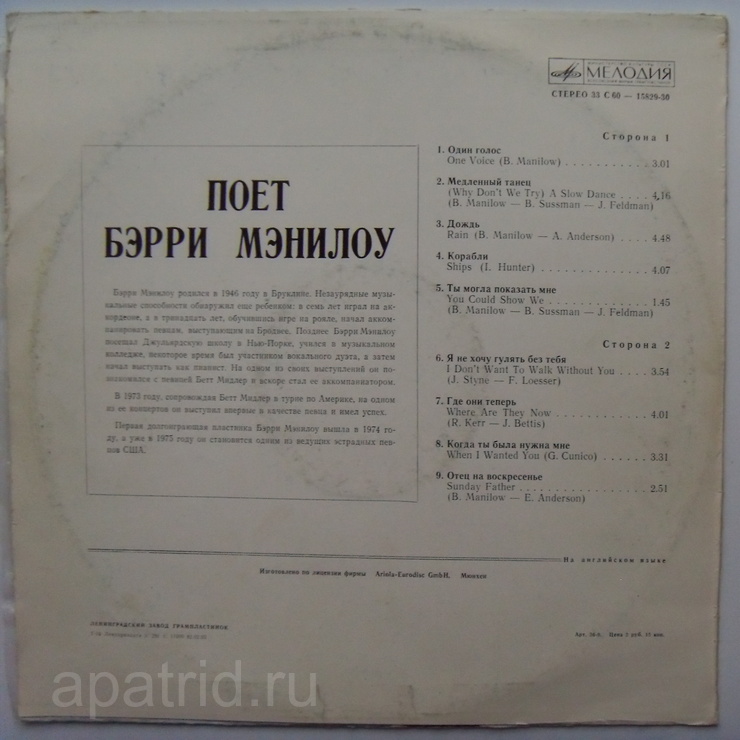 МЕЛОДИЯ
СТЕРЕО 33 С 60 — 15829-30
ПОЕТ
БЭРРИ МЭНИЛОУ
Бэрри Мэнилоу родился в 1946 году в Бруклине. Незаурядные музы-
кальные способности обнаружил еще ребенком: в семь лет играл на ак-
кордеоне, а в тринадцать лет, обучившись игре на рояле, начал акком-
панировать певцам, выступающим на Бродвее. Позднее Бэрри Мэнилоу
посещал Джульярдскую школу в Нью-Йорке, учился в музыкальном
колледже, некоторое время был участником вокального дуэта, а затем
начал выступать как пианист. На одном из своих выступлений он по-
знакомился с певицей Бетт Мидлер и вскоре стал ее аккомпаниатором.
В 1973 году, сопровождая Бетт Мидлер в турне по Америке, на одном
из ее концертов он выступил впервые в качестве певца и имел успех.
Первая долгоиграющая пластинка Бэрри Мэнилоу вышла в 1974 го-
ду, а уже в 1975 году он становится одним из ведущих эстрадных пев-
цов США.
Сторона 1
1. Один голос
One Voice (B. Manilow) . . . . . . . . . . . 3.01
2. Медленный танец
(Why Don't We Try) A Slow Dance . . . . 4.16
(B. Manilow — B. Sussman — J. Feldman)
3. Дождь
Rain (B. Manilow — A. Anderson) . . . . . 4.48
4. Корабли
Ships (I. Hunter) . . . . . . . . . . . . . . 4.07
5. Ты могла показать мне
You Could Show We . . . . . . . . . . . . 1.45
(B. Manilow — B. Sussman — J. Feldman)
Сторона 2
6. Я не хочу гулять без тебя
I Don't Want To Walk Without You . . . . 3.54
(J. Styne — F. Loesser)
7. Где они теперь
Where Are They Now . . . . . . . . . . . 4.01
(R. Kerr — J. Bettis)
8. Когда ты была нужна мне
When I Wanted You (G. Cunico) . . . . . . 3.31
9. Отец на воскресенье
Sunday Father . . . . . . . . . . . . . . . 2.51
(B. Manilow — E. Anderson)
На английском языке
Изготовлено по лицензии фирмы Ariola-Eurodisc GmbH. Мюнхен
ЛЕНИНГРАДСКИЙ ЗАВОД ГРАМПЛАСТИНОК
apatrid.ru